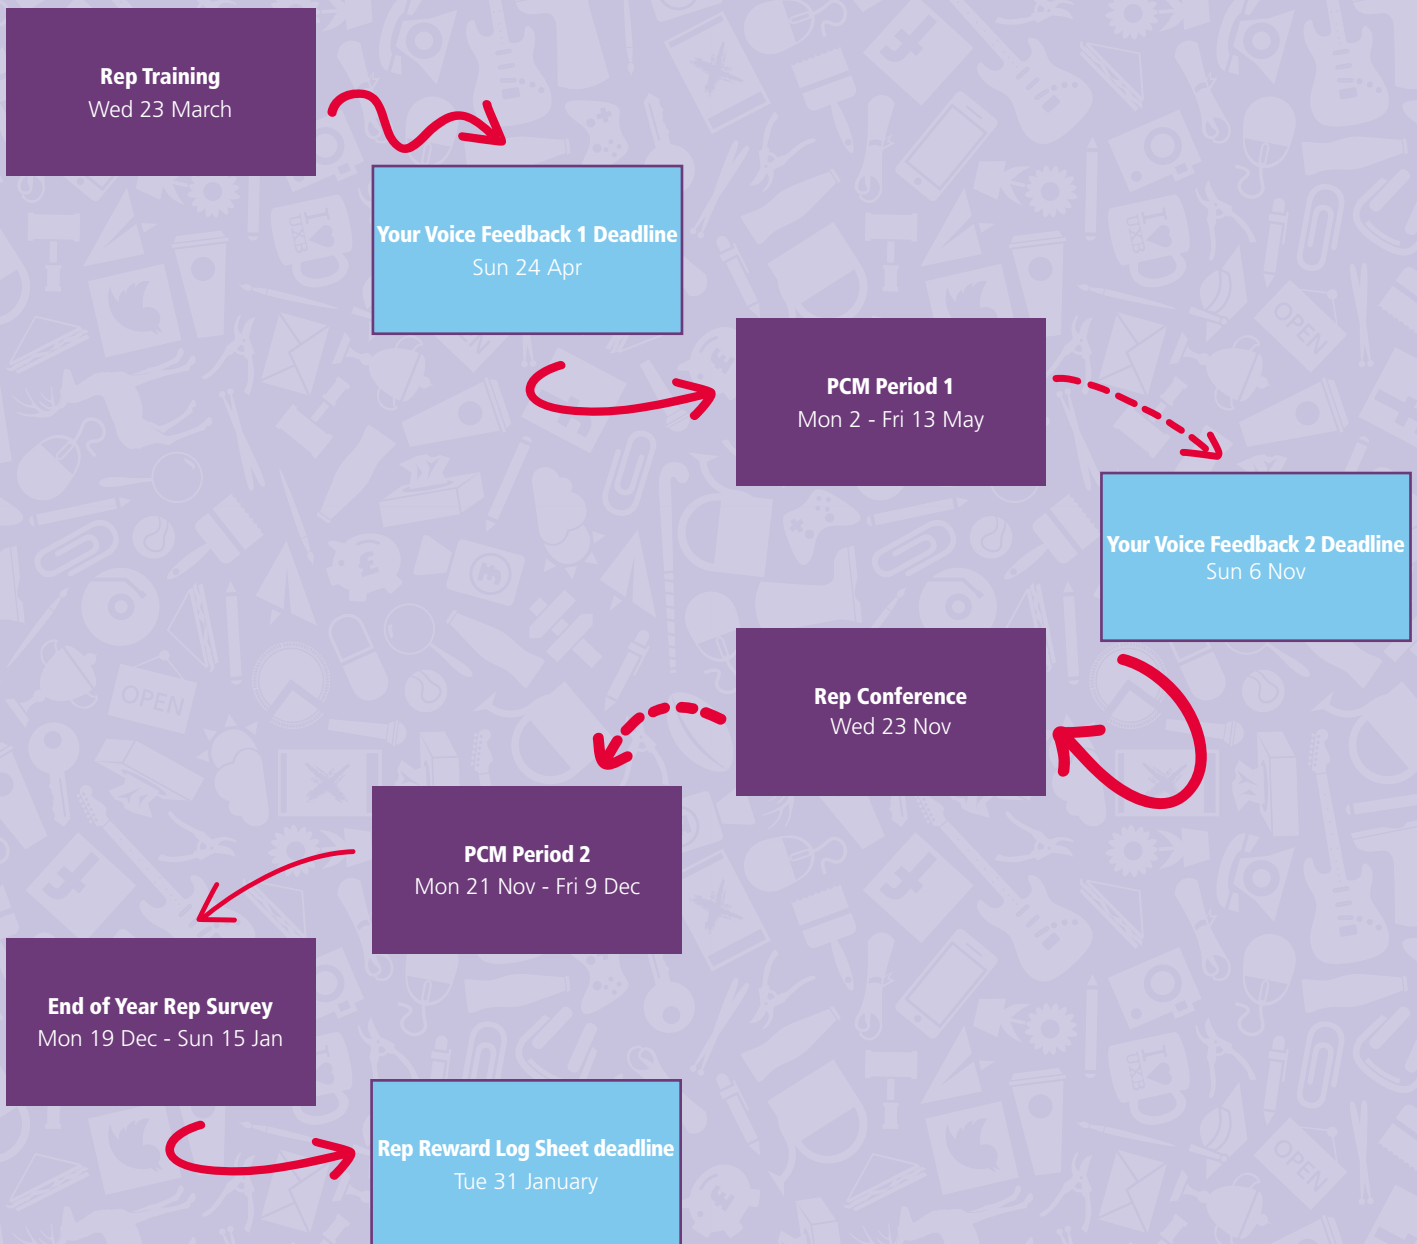 Rep Training
Wed 23 March
Your Voice Feedback 1 Deadline
Sun 24 Apr
PCM Period 1
Mon 2 - Fri 13 May
Your Voice Feedback 2 Deadline
Sun 6 Nov
Rep Conference
Wed 23 Nov
PCM Period 2
Mon 21 Nov - Fri 9 Dec
End of Year Rep Survey
Mon 19 Dec - Sun 15 Jan
Rep Reward Log Sheet deadline
Tue 31 January
OPEN
OPEN
OPEN